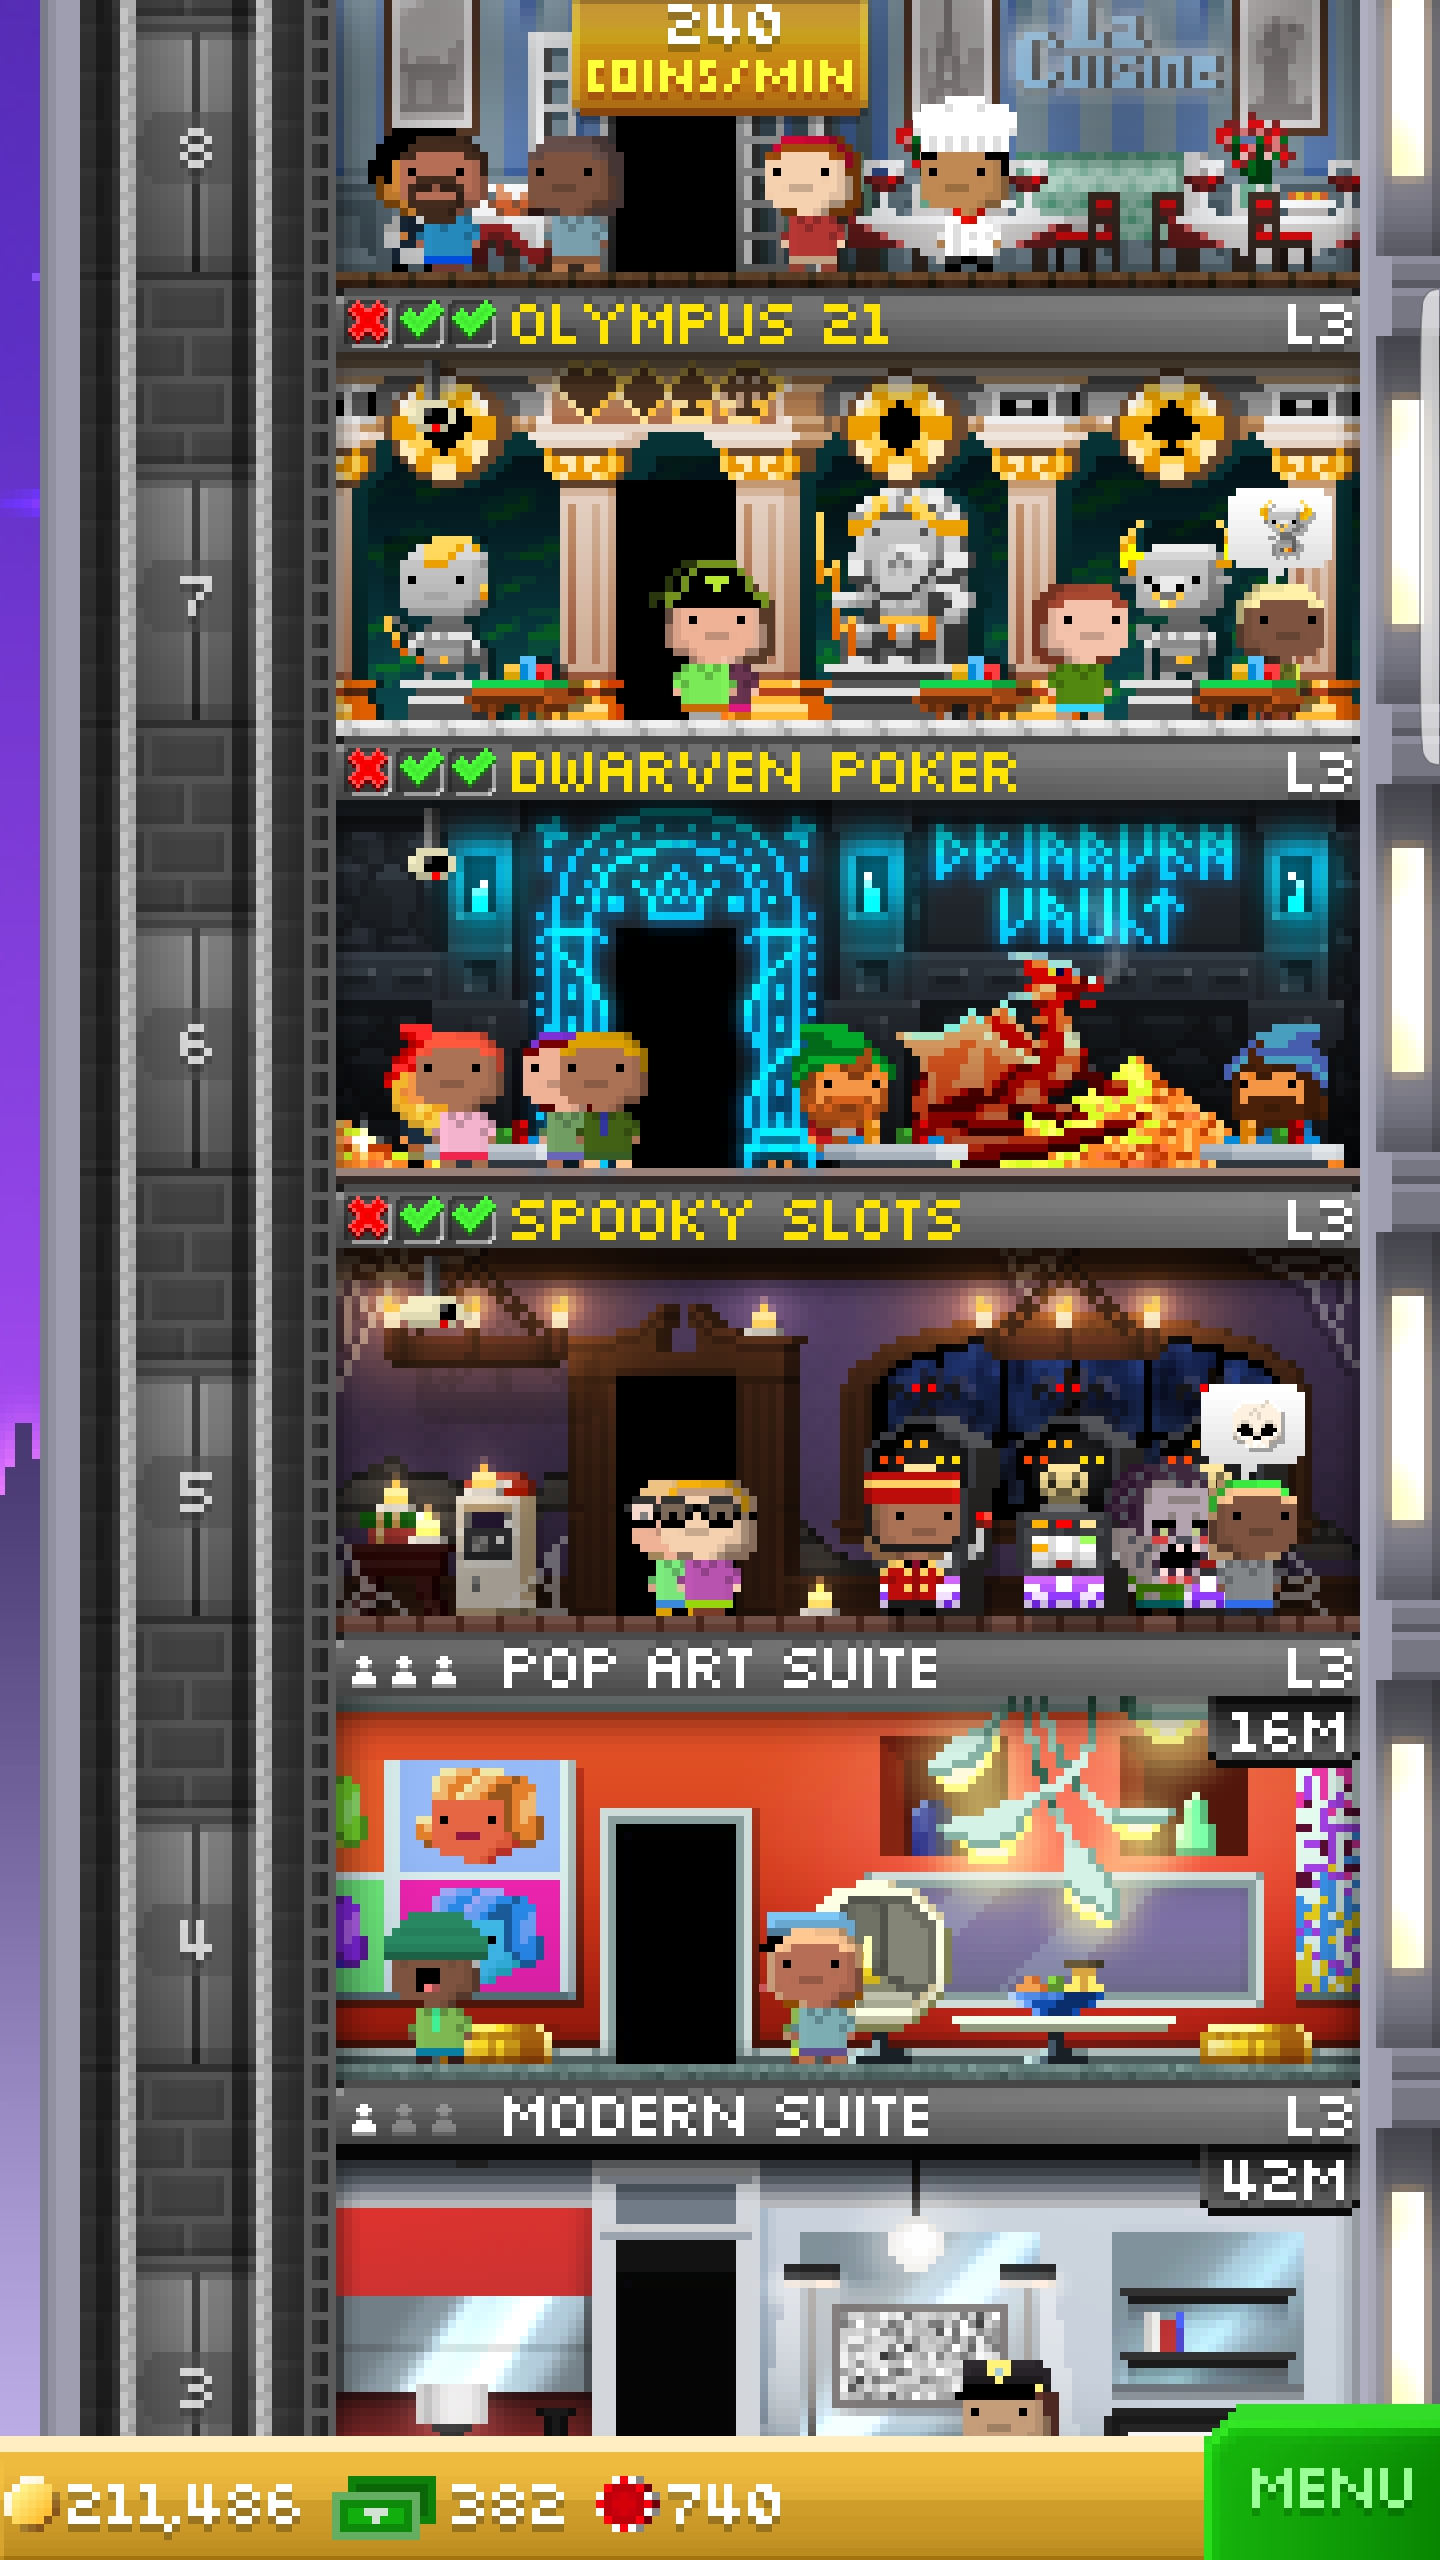 240
COINS/MIN
La
Cuisine
8
OLYMPUS 21 L3
7
DWARVEN POKER L3
DWARVEN
VAULT
6
SPOOKY SLOTS L3
5
POP ART SUITE L3
16M
4
MODERN SUITE L3
42M
3
211,486 382 740
MENU